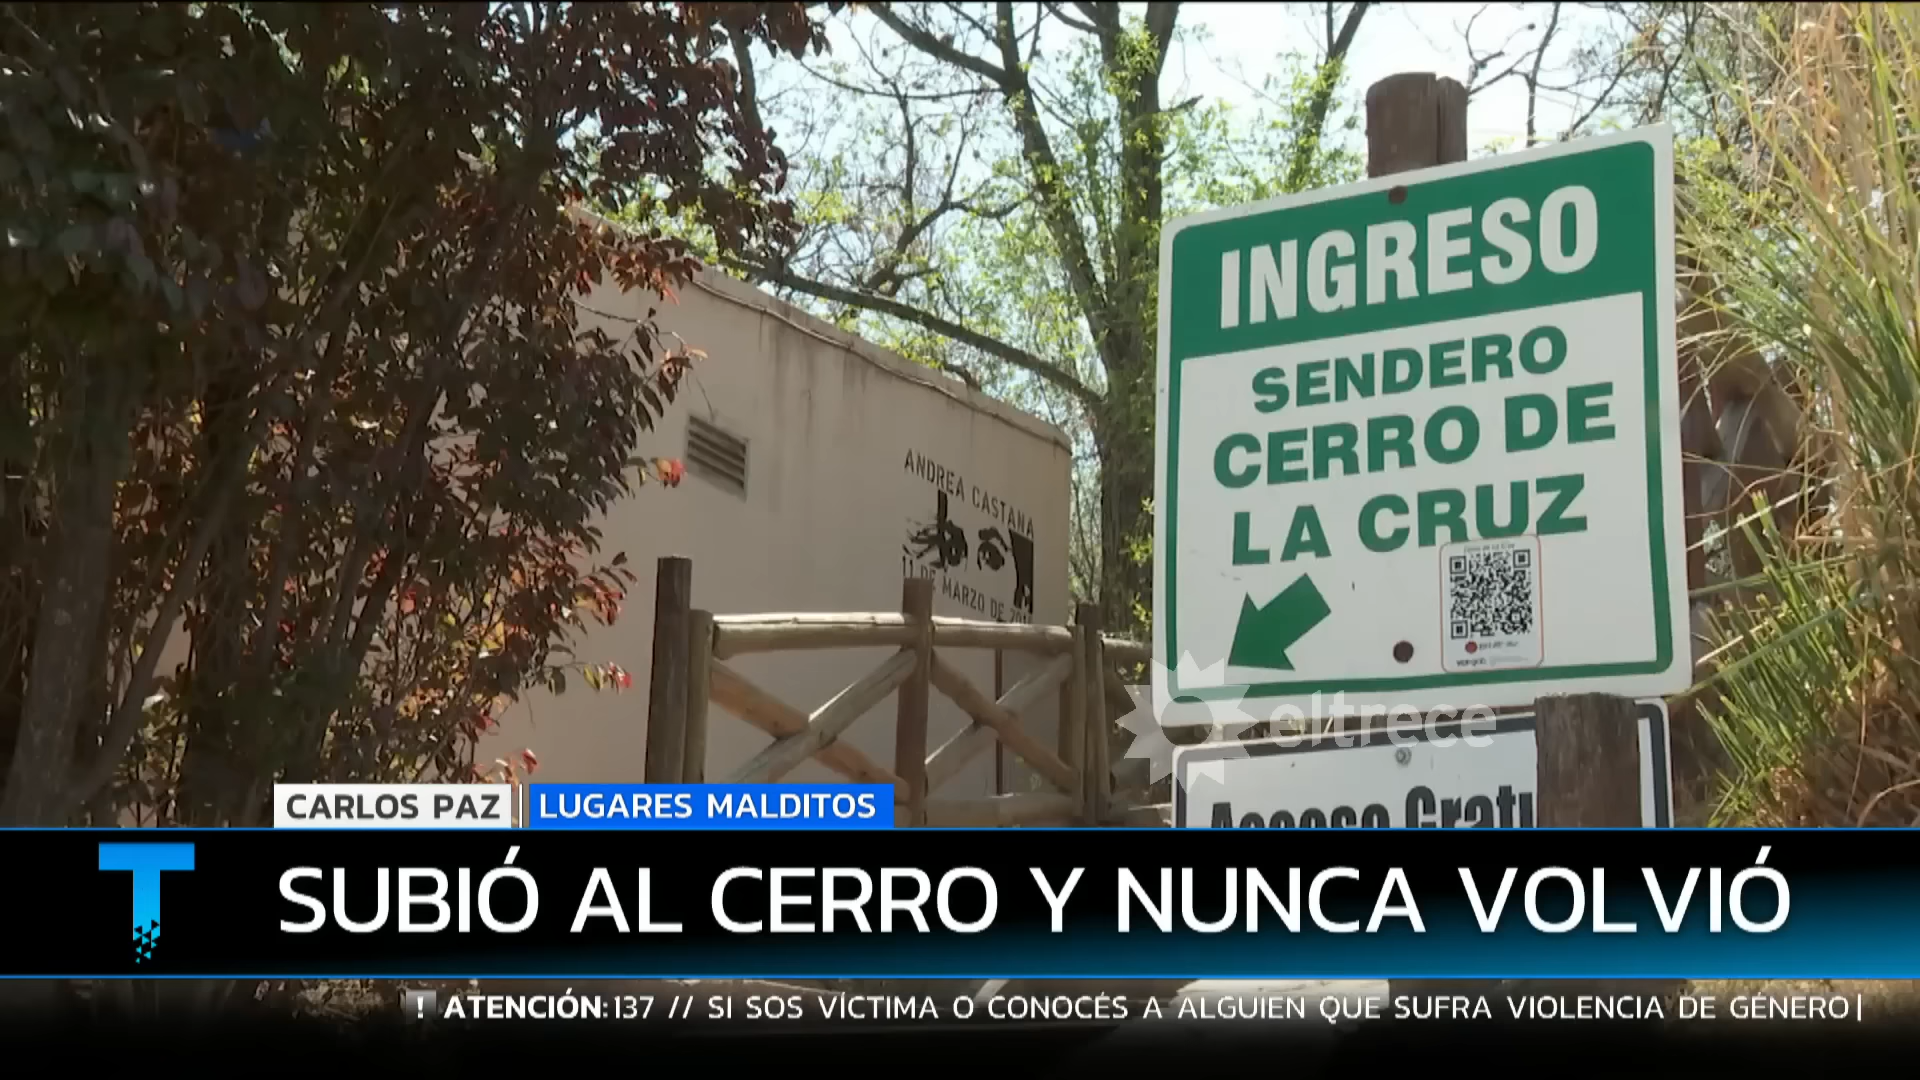 INGRESO
SENDERO
CERRO DE
LA CRUZ
ANDREA CASTANA
11 DE MARZO DE
eltrece
CARLOS PAZ
LUGARES MALDITOS
T
SUBIÓ AL CERRO Y NUNCA VOLVIÓ
! ATENCIÓN: 137 // SI SOS VÍCTIMA O CONOCÉS A ALGUIEN QUE SUFRA VIOLENCIA DE GÉNERO|